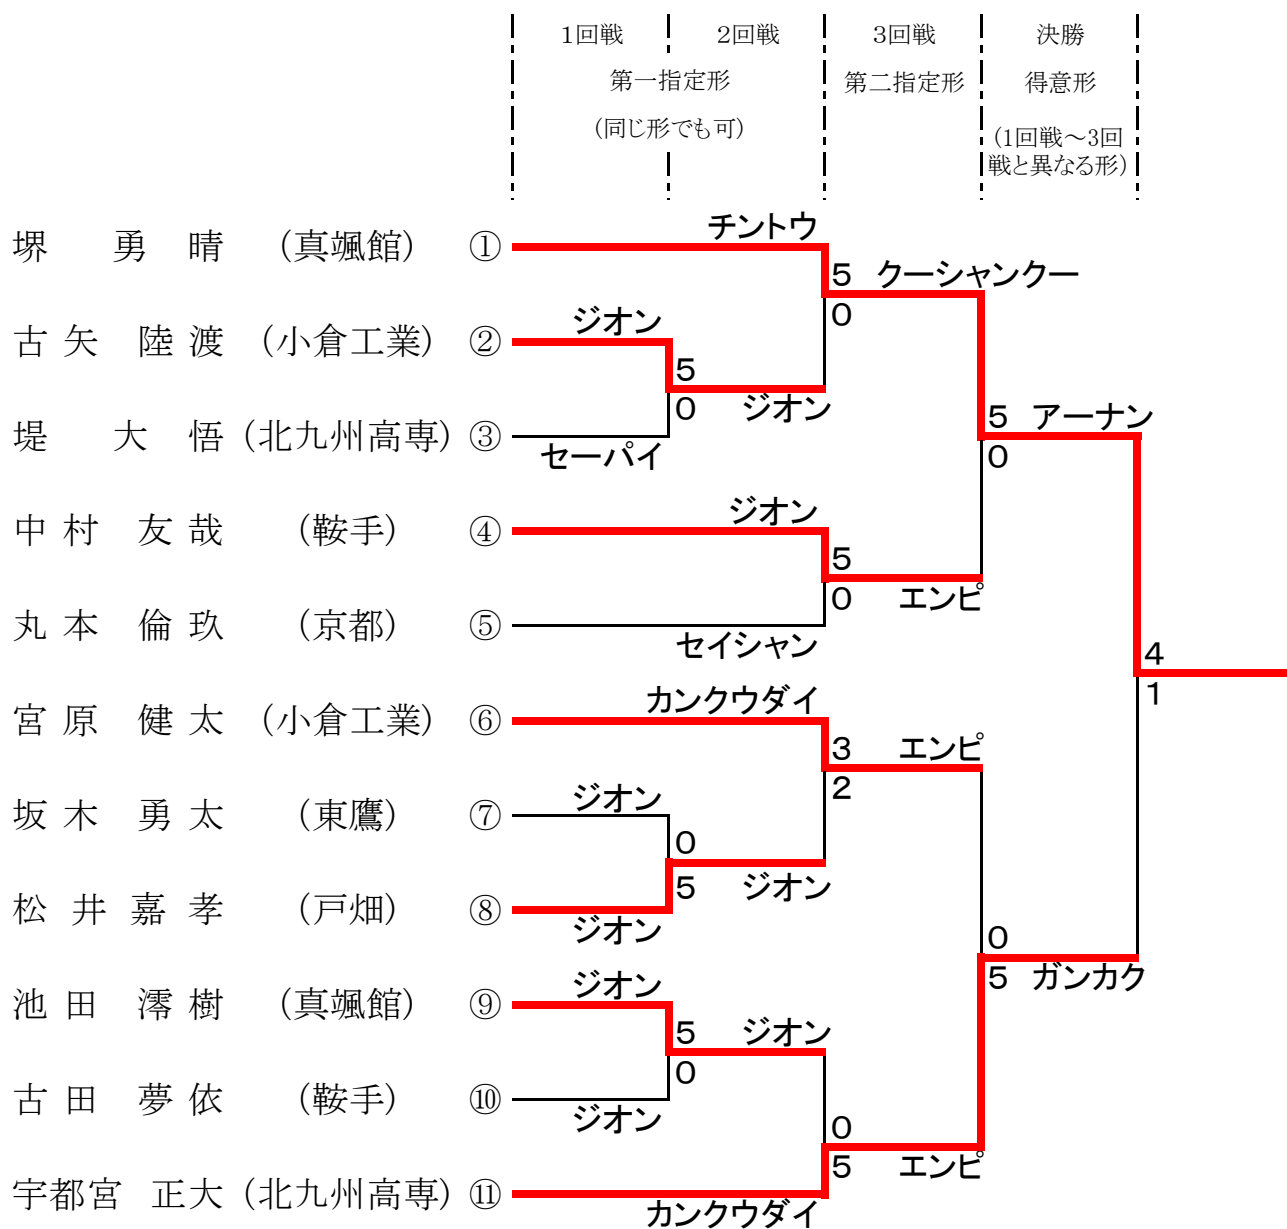 1回戦 2回戦 3回戦 決勝
第一指定形 第二指定形 得意形
(同じ形でも可) (1回戦～3回
戦と異なる形)
チントウ
堺 勇晴 (真颯館) ①
5 クーシャンクー
0
ジオン
古矢 陸渡 (小倉工業) ②
5
0 ジオン
5 アーナン
堤 大悟 (北九州高専) ③
セーパイ
0
ジオン
中村 友哉 (鞍手) ④
5
0 エンピ
丸本 倫玖 (京都) ⑤
セイシャン
4
1
カンクウダイ
宮原 健太 (小倉工業) ⑥
3 エンピ
2
ジオン
坂木 勇太 (東鷹) ⑦
0
5 ジオン
松井 嘉孝 (戸畑) ⑧
ジオン
0
5 ガンカク
ジオン
池田 澪樹 (真颯館) ⑨
5 ジオン
0
古田 夢依 (鞍手) ⑩
ジオン
0
5 エンピ
宇都宮 正大 (北九州高専) ⑪
カンクウダイ